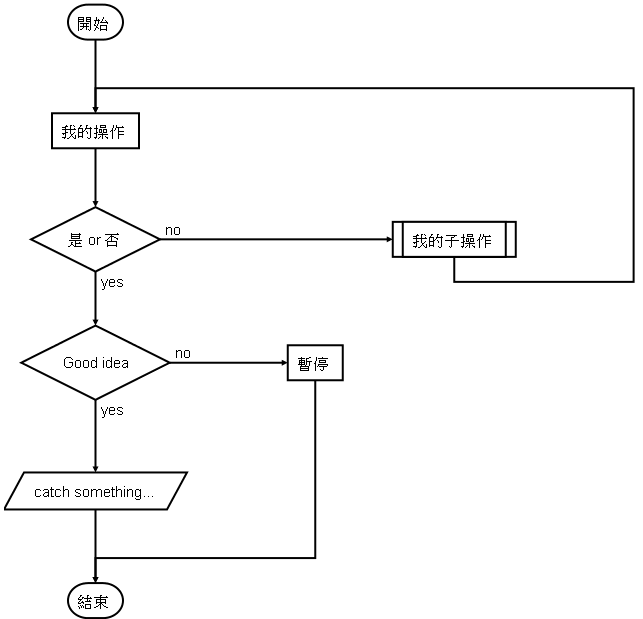 開始
我的操作
是 or 否
no
我的子操作
yes
Good idea
no
暫停
yes
catch something...
結束